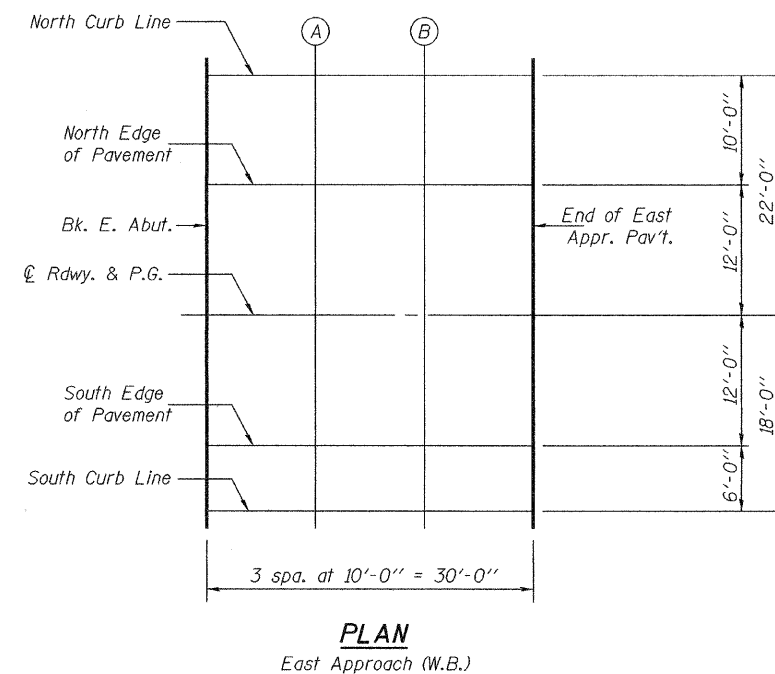 North Curb Line
A
B
North Edge
of Pavement
Bk. E. Abut.
End of East
Appr. Pav't.
℄ Rdwy. & P.G.
South Edge
of Pavement
South Curb Line
10'-0"
12'-0"
22'-0"
12'-0"
18'-0"
6'-0"
3 spa. at 10'-0" = 30'-0"
PLAN
East Approach (W.B.)